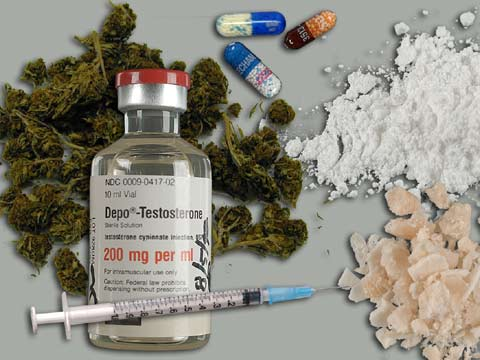 NDC 0009-0417-02
10 ml Vial
Depo®-Testosterone
Sterile Solution
testosterone cypionate injection
200 mg per ml
For intramuscular use only
Caution: Federal law prohibits
dispensing without prescription.